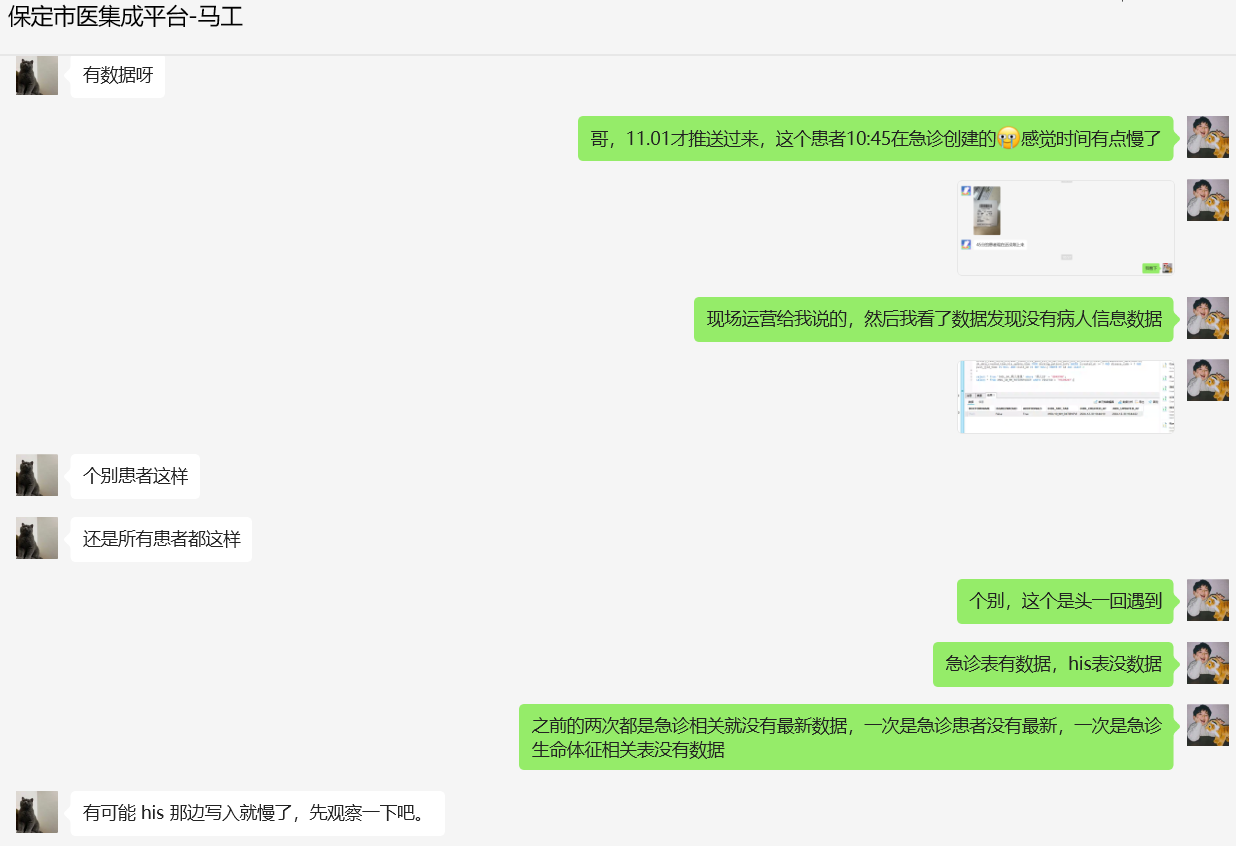 保定市医集成平台-马工
有数据呀
哥，11.01才推送过来，这个患者10:45在急诊创建的🥹感觉时间有点慢了
现场运营给我说的，然后我看了数据发现没有病人信息数据
个别患者这样
还是所有患者都这样
个别，这个是头一回遇到
急诊表有数据，his表没数据
之前的两次都是急诊相关就没有最新数据，一次是急诊患者没有最新，一次是急诊
生命体征相关表没有数据
有可能 his 那边写入就慢了，先观察一下吧。